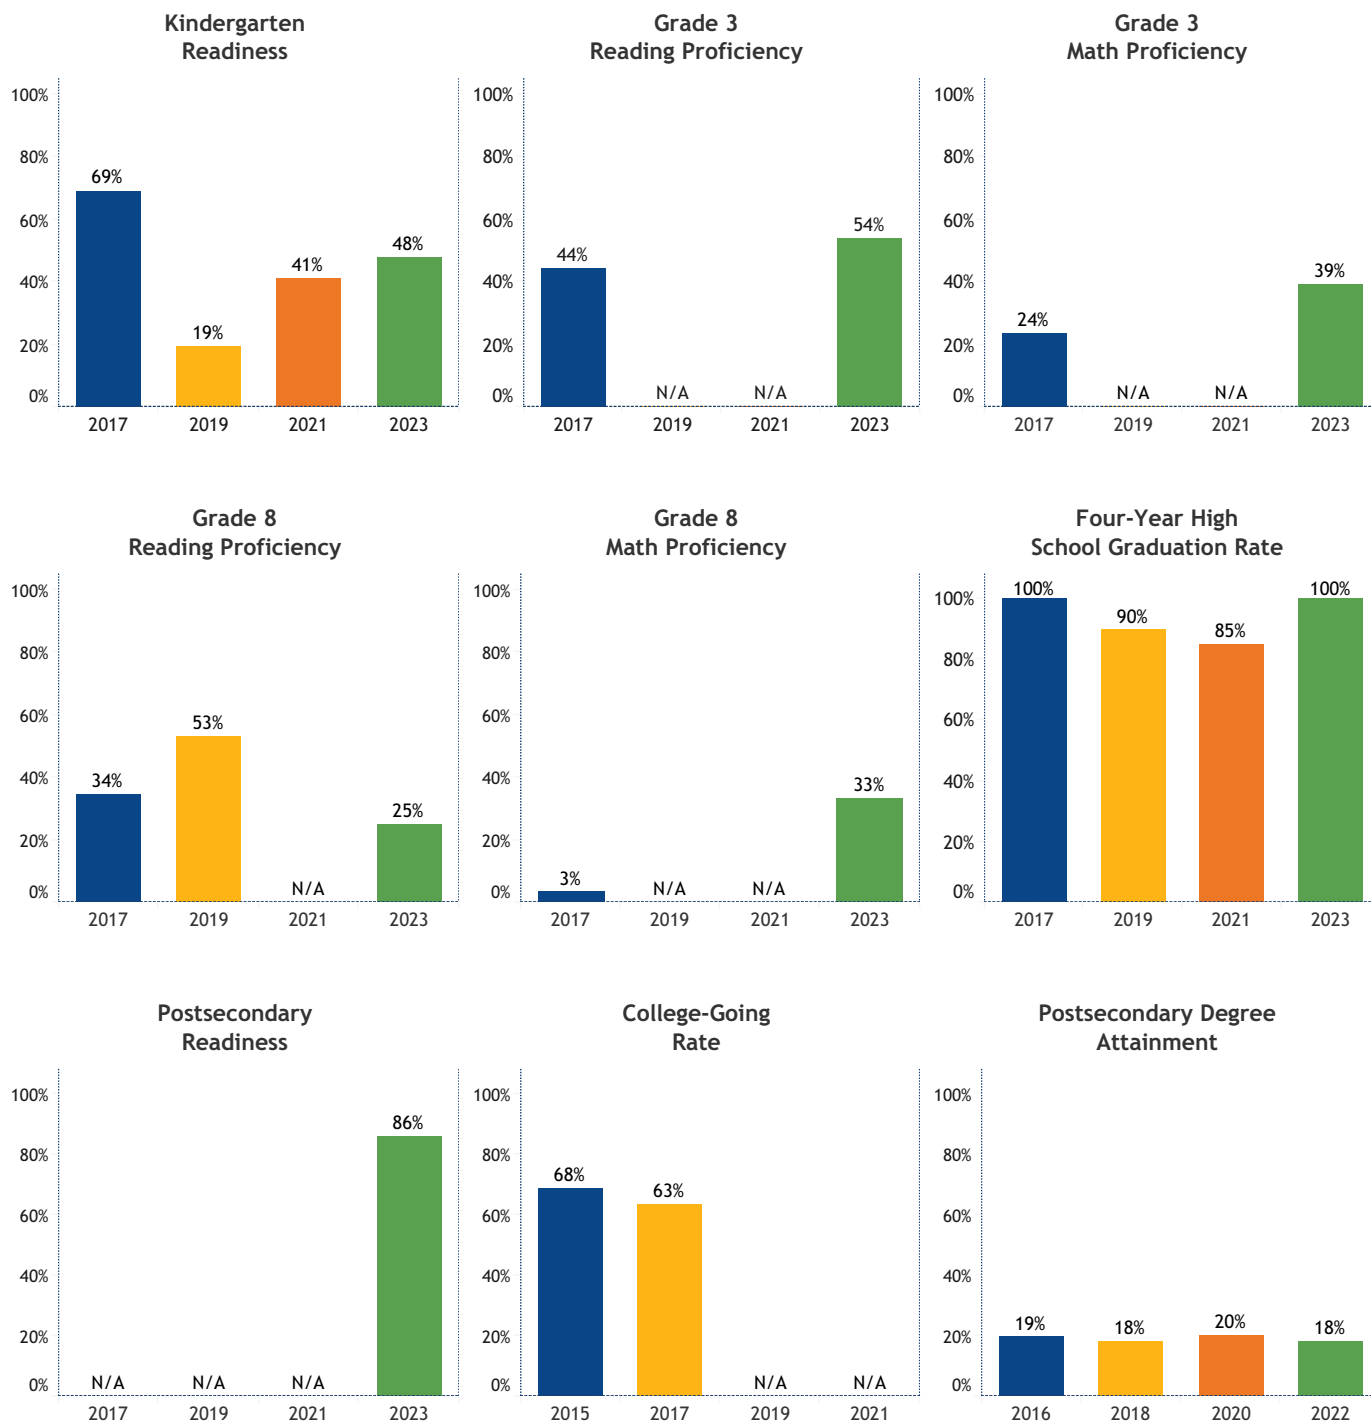 Kindergarten
Readiness
100%
80%
60%
40%
20%
0%
69%
19%
41%
48%
2017 2019 2021 2023
Grade 3
Reading Proficiency
100%
80%
60%
40%
20%
0%
44%
N/A
N/A
54%
2017 2019 2021 2023
Grade 3
Math Proficiency
100%
80%
60%
40%
20%
0%
24%
N/A
N/A
39%
2017 2019 2021 2023
Grade 8
Reading Proficiency
100%
80%
60%
40%
20%
0%
34%
53%
N/A
25%
2017 2019 2021 2023
Grade 8
Math Proficiency
100%
80%
60%
40%
20%
0%
3%
N/A
N/A
33%
2017 2019 2021 2023
Four-Year High
School Graduation Rate
100%
80%
60%
40%
20%
0%
100%
90%
85%
100%
2017 2019 2021 2023
Postsecondary
Readiness
100%
80%
60%
40%
20%
0%
N/A
N/A
N/A
86%
2017 2019 2021 2023
College-Going
Rate
100%
80%
60%
40%
20%
0%
68%
63%
N/A
N/A
2015 2017 2019 2021
Postsecondary Degree
Attainment
100%
80%
60%
40%
20%
0%
19%
18%
20%
18%
2016 2018 2020 2022